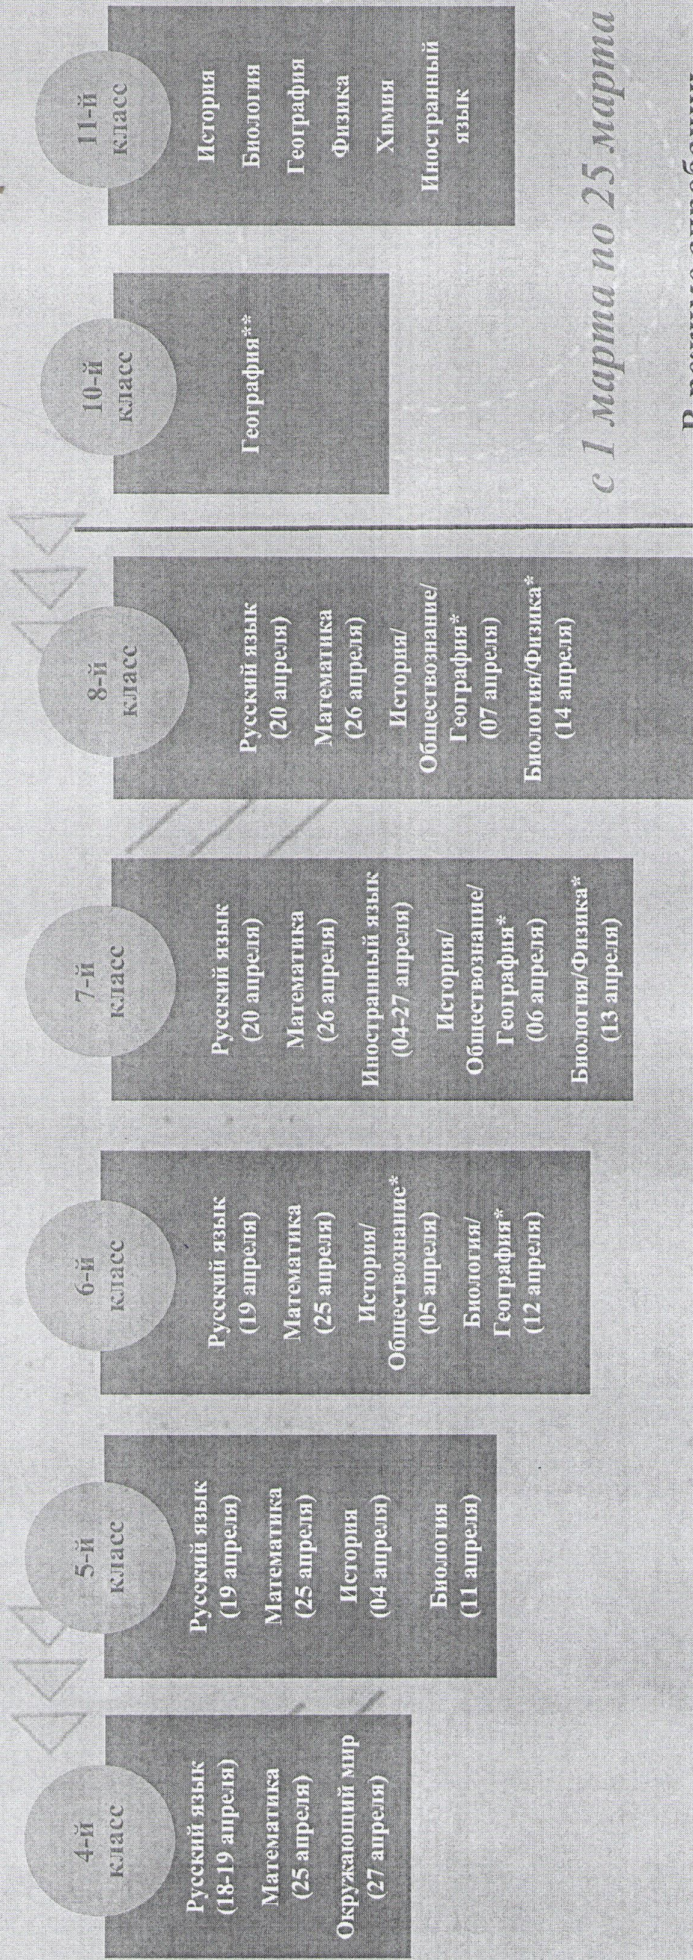 4-й
класс
Русский язык
(18-19 апреля)
Математика
(25 апреля)
Окружающий мир
(27 апреля)
5-й
класс
Русский язык
(19 апреля)
Математика
(25 апреля)
История
(04 апреля)
Биология
(11 апреля)
6-й
класс
Русский язык
(19 апреля)
Математика
(25 апреля)
История/
Обществознание*
(05 апреля)
Биология/
География*
(12 апреля)
7-й
класс
Русский язык
(20 апреля)
Математика
(26 апреля)
Иностранный язык
(04-27 апреля)
История/
Обществознание/
География*
(06 апреля)
Биология/Физика*
(13 апреля)
8-й
класс
Русский язык
(20 апреля)
Математика
(26 апреля)
История/
Обществознание/
География*
(07 апреля)
Биология/Физика*
(14 апреля)
10-й
класс
География**
11-й
класс
История
Биология
География
Физика
Химия
Иностранный
язык
с 1 марта по 25 марта